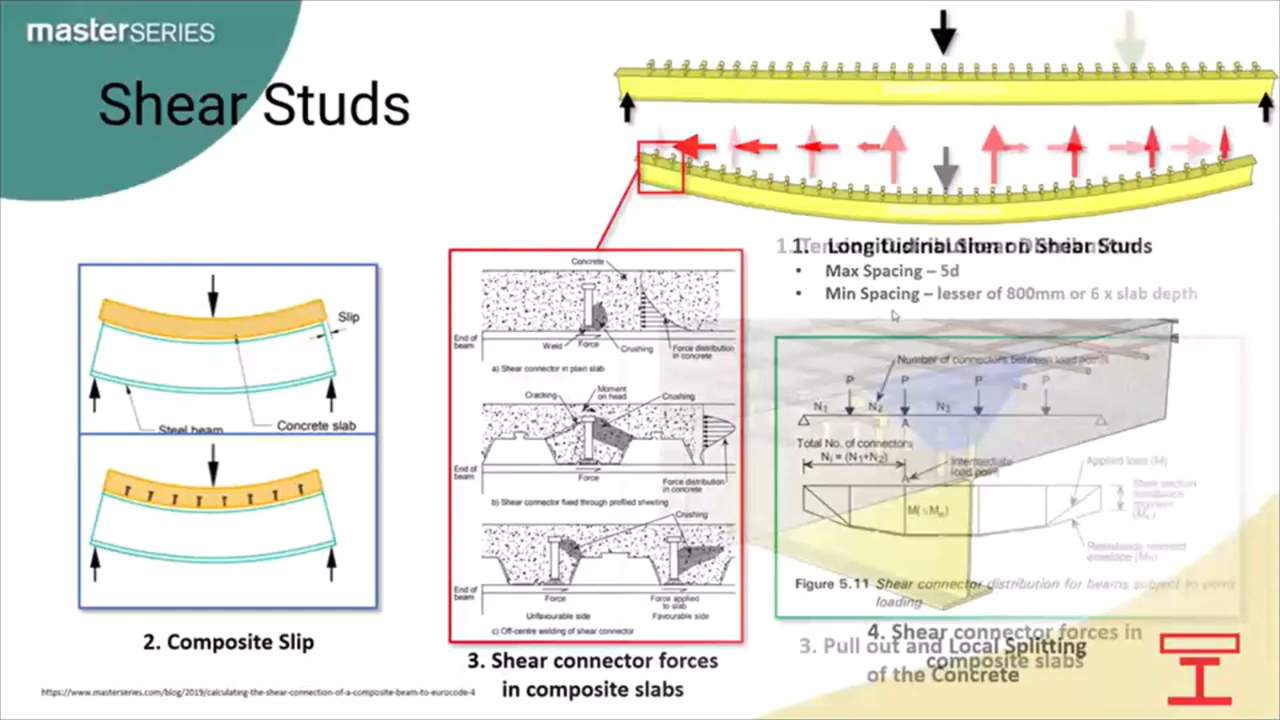 masterSERIES
Shear Studs
Longitudinal Shear on Shear Studs
• Max Spacing – 5d
• Min Spacing – lesser of 800mm or 6 x slab depth
Slip
Steel beam
Concrete slab
2. Composite Slip
https://www.masterseries.com/blog/2019/calculating-the-shear-connection-of-a-composite-beam-to-eurocode-4
Concrete
End of
beam
Weld
Force
Crushing
Force distribution
in concrete
a) Shear connector in plain slab
Cracking
Moment
on head
Crushing
End of
beam
Force
Force distribution
in concrete
b) Shear connector fixed through profiled sheeting
Crushing
End of
beam
Force
Force applied
to slab
Unfavourable side
Favourable side
c) Off-centre welding of shear connector
3. Shear connector forces
in composite slabs
Number of connectors between load points
P P P P
N₁ N₂ N₃
A
Total No. of connectors
Nᵢ = (N₁+N₂)
Intermediate
load point
Applied load (M)
Figure 5.11 Shear connector distribution for beams subject to point
loading
4. Shear connector forces in
composite slabs
3. Pull out and Local Splitting
of the Concrete